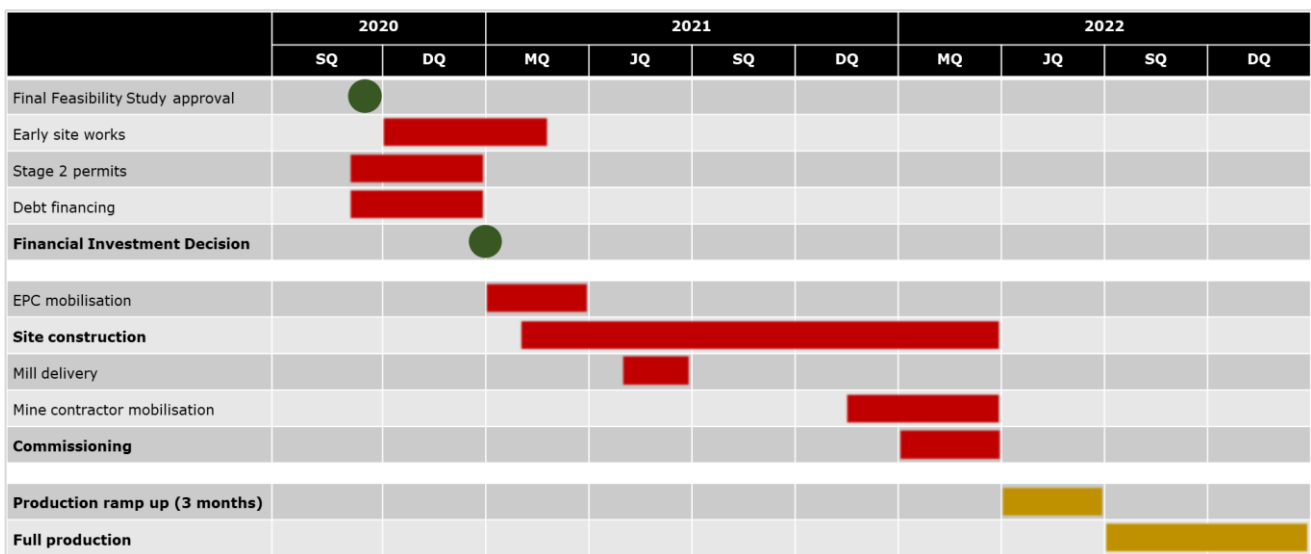 2020 2021 2022
SQ DQ MQ JQ SQ DQ MQ JQ SQ DQ
Final Feasibility Study approval
Early site works
Stage 2 permits
Debt financing
Financial Investment Decision
EPC mobilisation
Site construction
Mill delivery
Mine contractor mobilisation
Commissioning
Production ramp up (3 months)
Full production